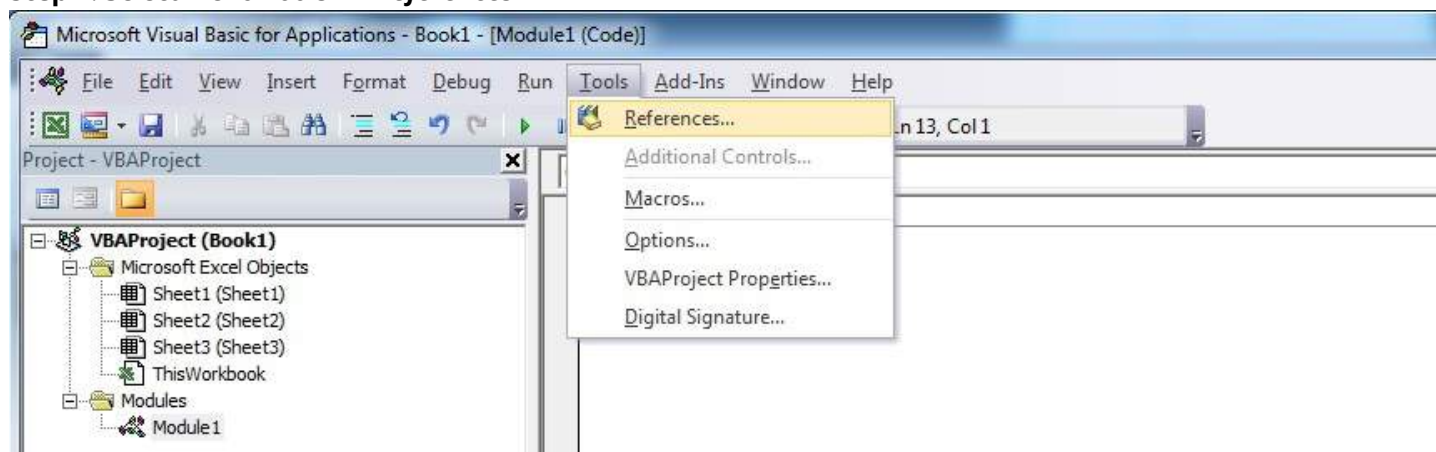 Microsoft Visual Basic for Applications - Book1 - [Module1 (Code)]
File Edit View Insert Format Debug Run Tools Add-Ins Window Help
References...
Ln 13, Col 1
Project - VBAProject
Additional Controls...
Macros...
VBAProject (Book1)
Options...
Microsoft Excel Objects
Sheet1 (Sheet1)
VBAProject Properties...
Sheet2 (Sheet2)
Digital Signature...
Sheet3 (Sheet3)
ThisWorkbook
Modules
Module1